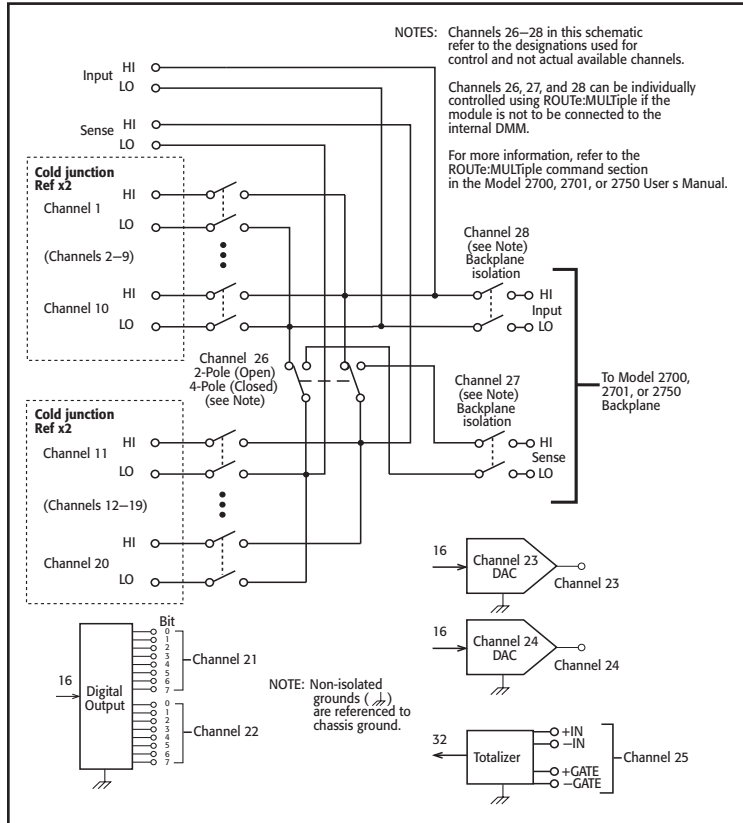 NOTES: Channels 26–28 in this schematic
refer to the designations used for
control and not actual available channels.
Channels 26, 27, and 28 can be individually
controlled using ROUTe:MULTiple if the
module is not to be connected to the
internal DMM.
For more information, refer to the
ROUTe:MULTiple command section
in the Model 2700, 2701, or 2750 User s Manual.
Input
HI
LO
Sense
HI
LO
Cold junction
Ref x2
Channel 1
HI
LO
(Channels 2–9)
Channel 10
HI
LO
Channel 28
(see Note)
Backplane
isolation
HI
Input
LO
Channel 26
2-Pole (Open)
4-Pole (Closed)
(see Note)
Channel 27
(see Note)
Backplane
isolation
HI
Sense
LO
To Model 2700,
2701, or 2750
Backplane
Cold junction
Ref x2
Channel 11
HI
LO
(Channels 12–19)
Channel 20
HI
LO
16
Channel 23
DAC
Channel 23
16
Channel 24
DAC
Channel 24
16
Digital
Output
Bit
0
1
2
3
4
5
6
7
Channel 21
0
1
2
3
4
5
6
7
Channel 22
NOTE: Non-isolated
grounds ( )
are referenced to
chassis ground.
32
Totalizer
+IN
–IN
+GATE
–GATE
Channel 25